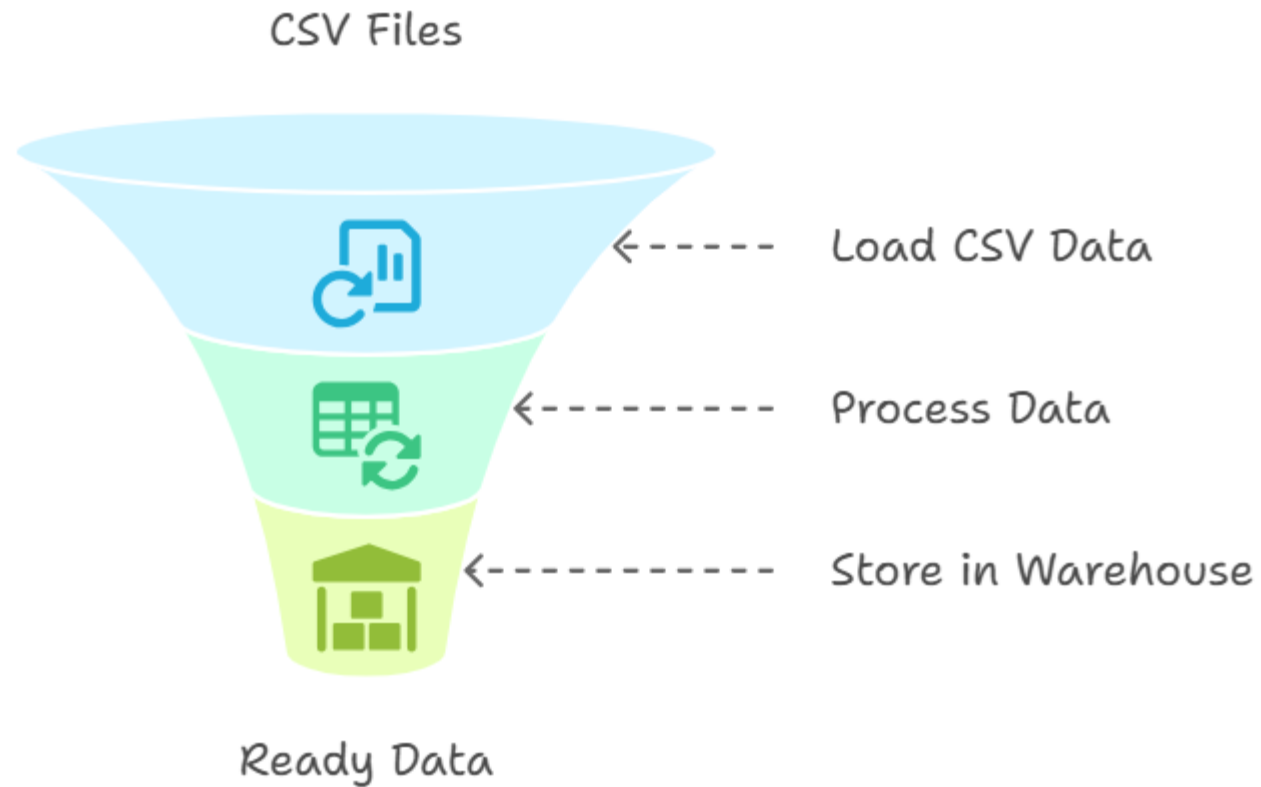 CSV Files
Load CSV Data
Process Data
Store in Warehouse
Ready Data